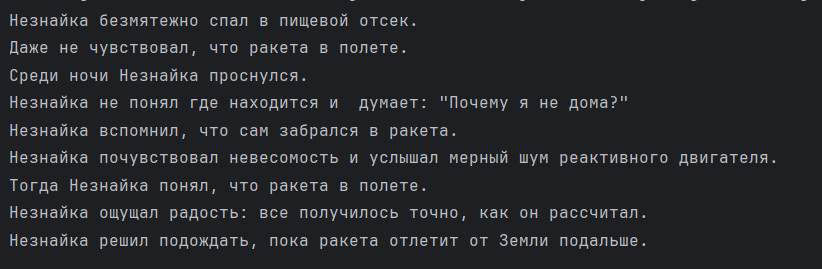 Незнайка безмятежно спал в пищевой отсек.
Даже не чувствовал, что ракета в полете.
Среди ночи Незнайка проснулся.
Незнайка не понял где находится и  думает: "Почему я не дома?"
Незнайка вспомнил, что сам забрался в ракета.
Незнайка почувствовал невесомость и услышал мерный шум реактивного двигателя.
Тогда Незнайка понял, что ракета в полете.
Незнайка ощущал радость: все получилось точно, как он рассчитал.
Незнайка решил подождать, пока ракета отлетит от Земли подальше.